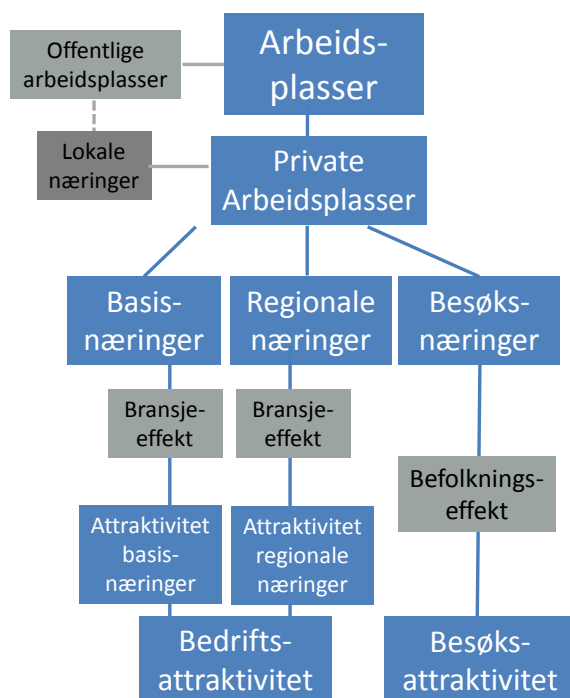 Offentlige
arbeidsplasser
Arbeids-
plasser
Lokale
næringer
Private
Arbeidsplasser
Basis-
næringer
Regionale
næringer
Besøks-
næringer
Bransje-
effekt
Bransje-
effekt
Befolknings-
effekt
Attraktivitet
basis-
næringer
Attraktivitet
regionale
næringer
Bedrifts-
attraktivitet
Besøks-
attraktivitet